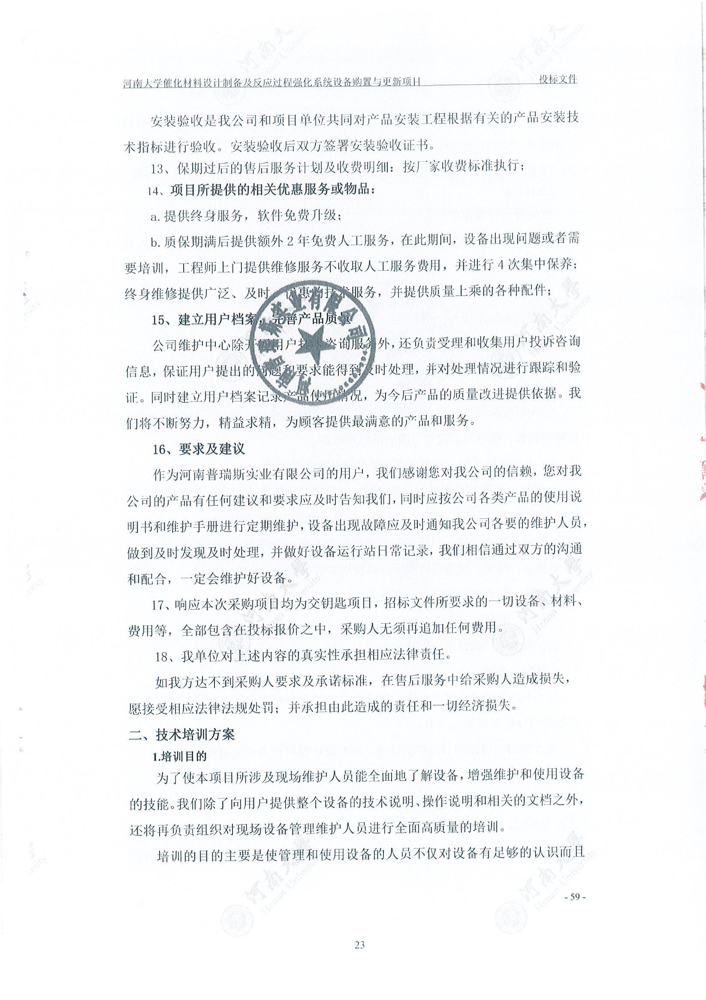 河南大学催化材料设计制备及反应过程强化系统设备购置与更新项目 投标文件
安装验收是我公司和项目单位共同对产品安装工程根据有关的产品安装技
术指标进行验收。安装验收后双方签署安装验收证书。
13、保期过后的售后服务计划及收费明细：按厂家收费标准执行；
14、项目所提供的相关优惠服务或物品：
a. 提供终身服务，软件免费升级；
b. 质保期满后提供额外 2 年免费人工服务，在此期间，设备出现问题或者需
要培训，工程师上门提供维修服务不收取人工服务费用，并进行 4 次集中保养；
终身维修提供广泛、及时、优惠的技术服务，并提供质量上乘的各种配件；
15、建立用户档案，完善产品质量
公司维护中心除开展用户技术咨询服务外，还负责受理和收集用户投诉咨询
信息，保证用户提出的问题和要求能得到及时处理，并对处理情况进行跟踪和验
证。同时建立用户档案记录产品使用情况，为今后产品的质量改进提供依据。我
们将不断努力，精益求精，为顾客提供最满意的产品和服务。
16、要求及建议
作为河南普瑞斯实业有限公司的用户，我们感谢您对我公司的信赖，您对我
公司的产品有任何建议和要求应及时告知我们，同时应按公司各类产品的使用说
明书和维护手册进行定期维护，设备出现故障应及时通知我公司各要的维护人员，
做到及时发现及时处理，并做好设备运行站日常记录，我们相信通过双方的沟通
和配合，一定会维护好设备。
17、响应本次采购项目均为交钥匙项目，招标文件所要求的一切设备、材料、
费用等，全部包含在投标报价之中，采购人无须再追加任何费用。
18、我单位对上述内容的真实性承担相应法律责任。
如我方达不到采购人要求及承诺标准，在售后服务中给采购人造成损失，
愿接受相应法律法规处罚；并承担由此造成的责任和一切经济损失。
二、技术培训方案
1.培训目的
为了使本项目所涉及现场维护人员能全面地了解设备，增强维护和使用设备
的技能。我们除了向用户提供整个设备的技术说明、操作说明和相关的文档之外，
还将再负责组织对现场设备管理维护人员进行全面高质量的培训。
培训的目的主要是使管理和使用设备的人员不仅对设备有足够的认识而且
- 59 -
23
河南普瑞斯实业有限公司
河南大学
Henan University